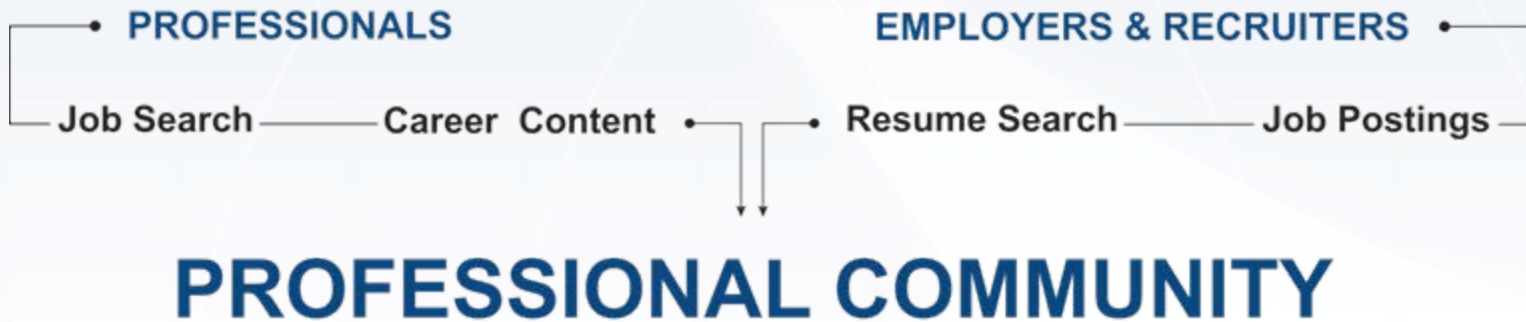 PROFESSIONALS
EMPLOYERS & RECRUITERS
Job Search
Career Content
Resume Search
Job Postings
PROFESSIONAL COMMUNITY